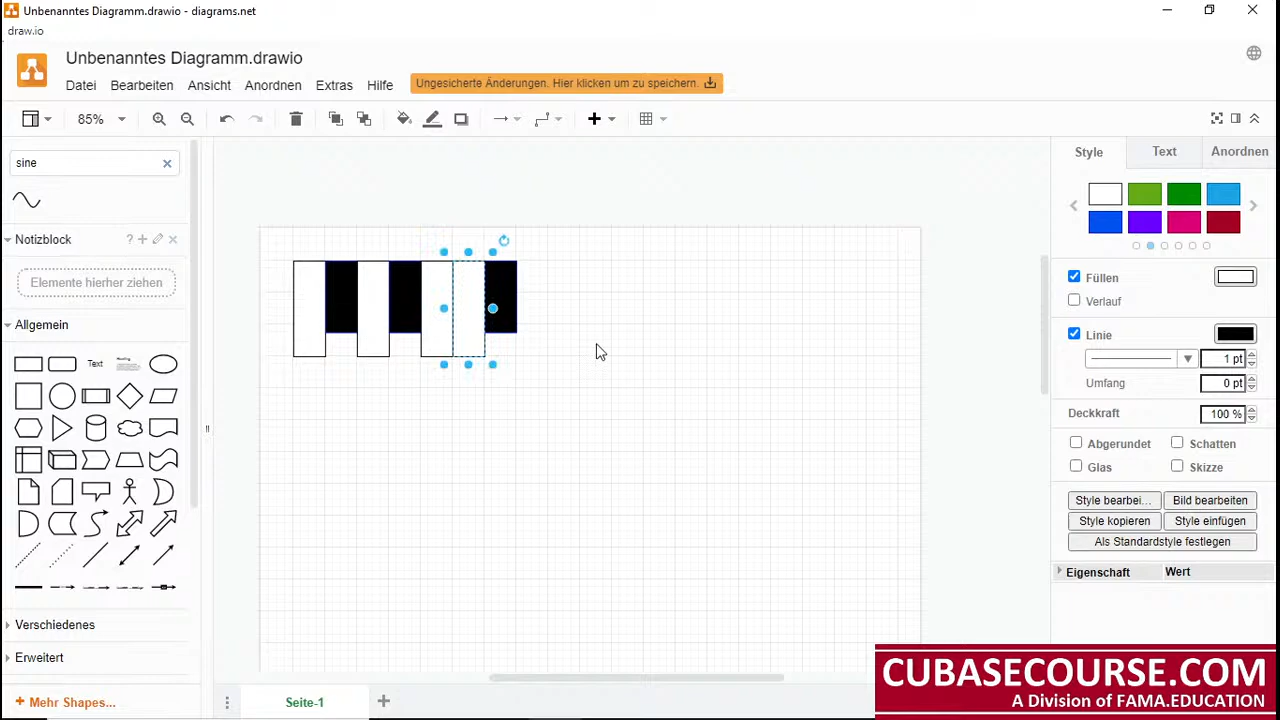 Unbenanntes Diagramm.drawio - diagrams.net
draw.io
Unbenanntes Diagramm.drawio
Datei Bearbeiten Ansicht Anordnen Extras Hilfe
Ungesicherte Änderungen. Hier klicken um zu speichern.
85%
sine
Notizblock
?
Elemente hierher ziehen
Allgemein
Text
Verschiedenes
Erweitert
+ Mehr Shapes...
Seite-1
Style Text Anordnen
Füllen
Verlauf
Linie
1 pt
Umfang 0 pt
Deckkraft 100 %
Abgerundet Schatten
Glas Skizze
Style bearbei... Bild bearbeiten
Style kopieren Style einfügen
Als Standardstyle festlegen
Eigenschaft Wert
CUBASECOURSE.COM
A Division of FAMA.EDUCATION